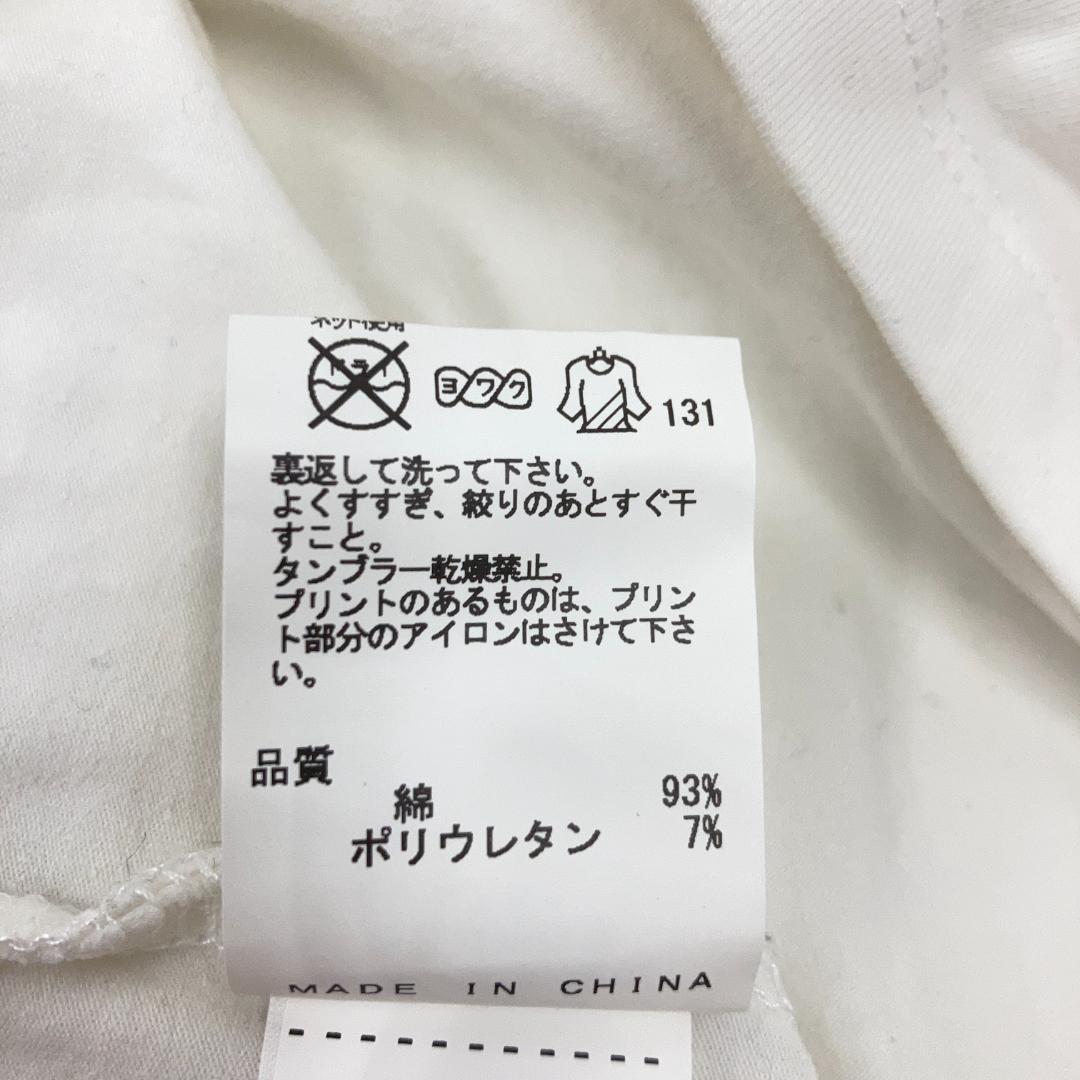 ネット使用
ドライ
ヨワク
131
裏返して洗って下さい。
よくすすぎ、絞りのあとすぐ干
すこと。
タンブラー乾燥禁止。
プリントのあるものは、プリン
ト部分のアイロンはさけて下さ
い。
品質
綿 93%
ポリウレタン 7%
MADE IN CHINA